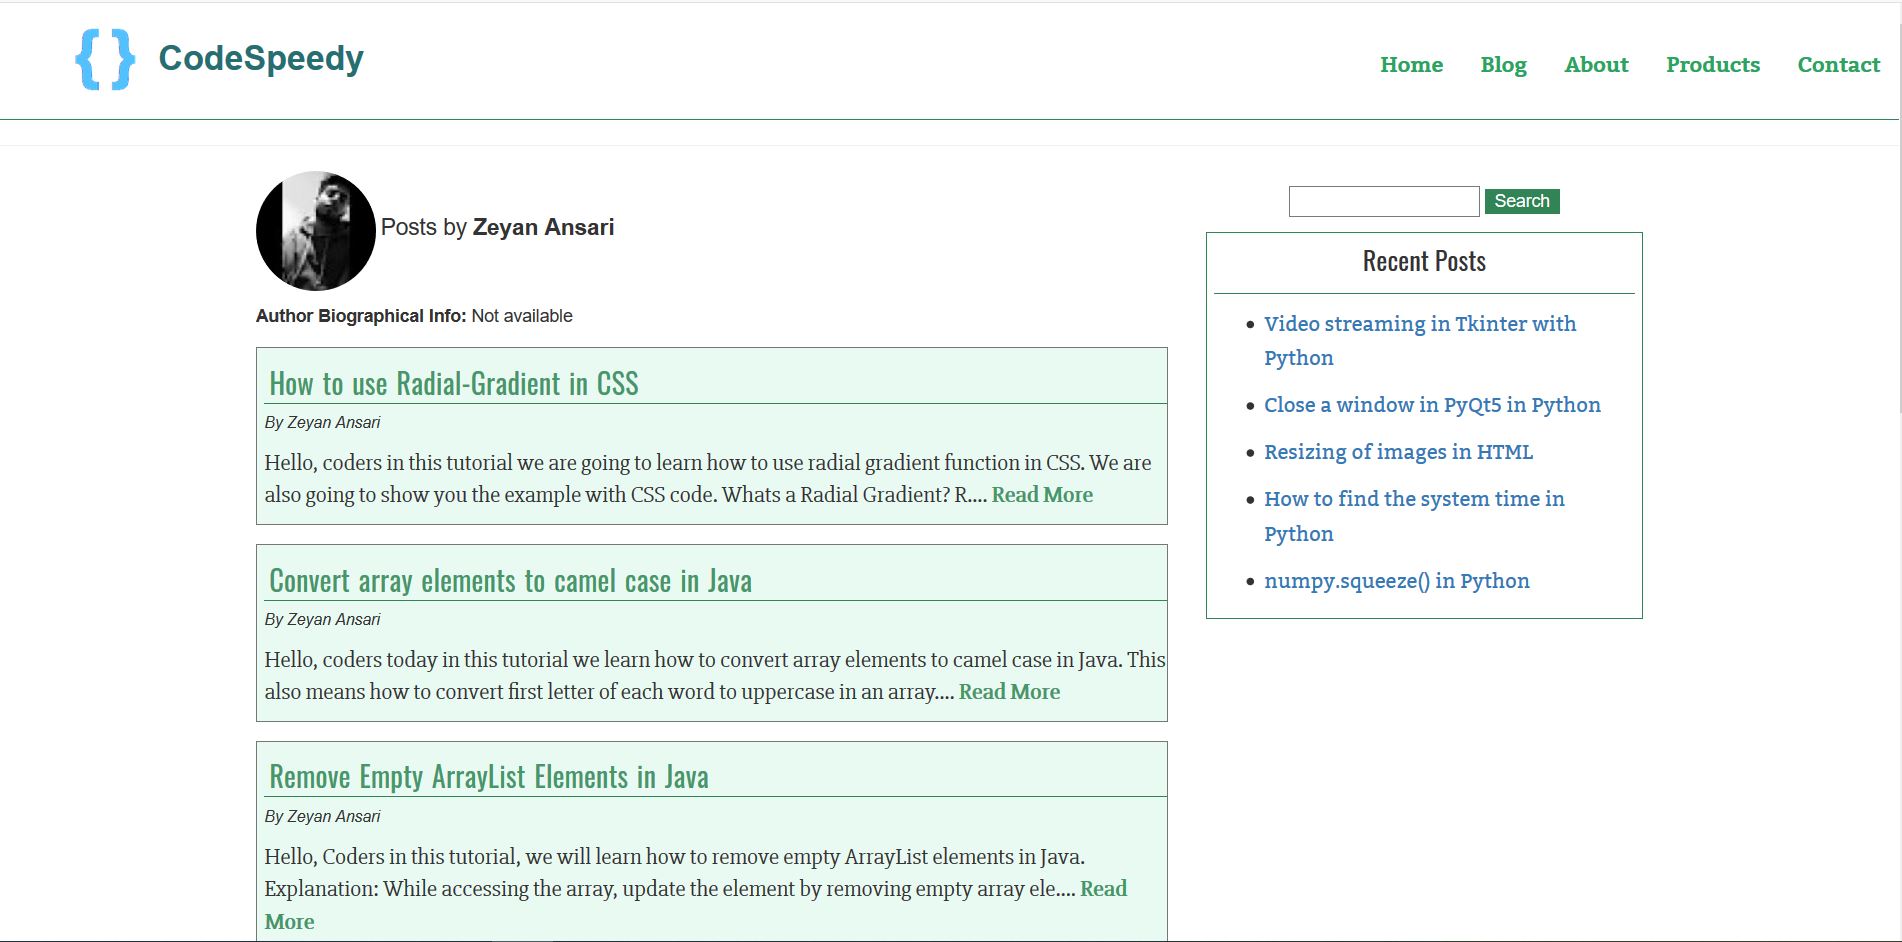 { } CodeSpeedy
Home Blog About Products Contact
Posts by Zeyan Ansari
Author Biographical Info: Not available
How to use Radial-Gradient in CSS
By Zeyan Ansari
Hello, coders in this tutorial we are going to learn how to use radial gradient function in CSS. We are
also going to show you the example with CSS code. Whats a Radial Gradient? R.... Read More
Convert array elements to camel case in Java
By Zeyan Ansari
Hello, coders today in this tutorial we learn how to convert array elements to camel case in Java. This
also means how to convert first letter of each word to uppercase in an array.... Read More
Remove Empty ArrayList Elements in Java
By Zeyan Ansari
Hello, Coders in this tutorial, we will learn how to remove empty ArrayList elements in Java.
Explanation: While accessing the array, update the element by removing empty array ele.... Read
More
Search
Recent Posts
Video streaming in Tkinter with
Python
Close a window in PyQt5 in Python
Resizing of images in HTML
How to find the system time in
Python
numpy.squeeze() in Python